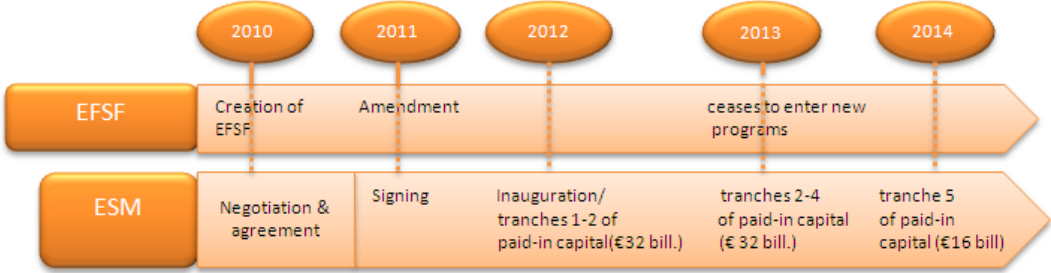 2010
2011
2012
2013
2014
EFSF
Creation of
EFSF
Amendment
ceases to enter new
programs
ESM
Negotiation &
agreement
Signing
Inauguration/
tranches 1-2 of
paid-in capital(€32 bill.)
tranches 2-4
of paid-in capital
(€ 32 bill.)
tranche 5
of paid-in
capital (€16 bill)